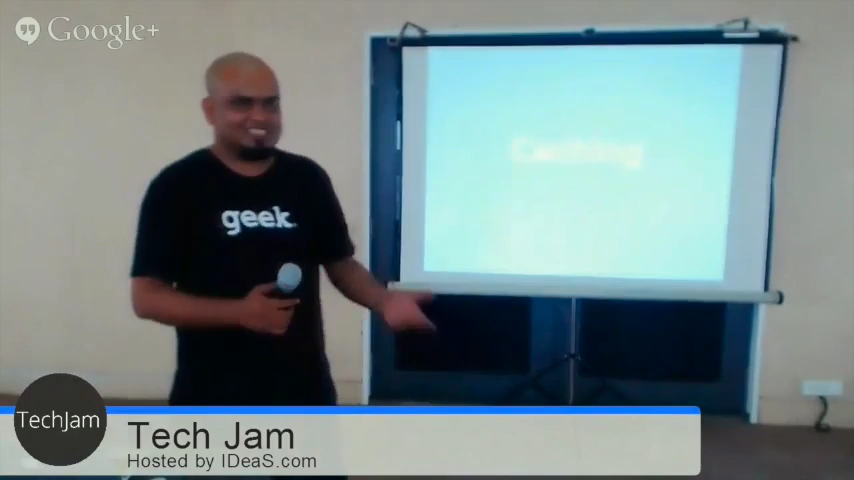 Google+
Caching
geek.
TechJam
Tech Jam
Hosted by IDeaS.com